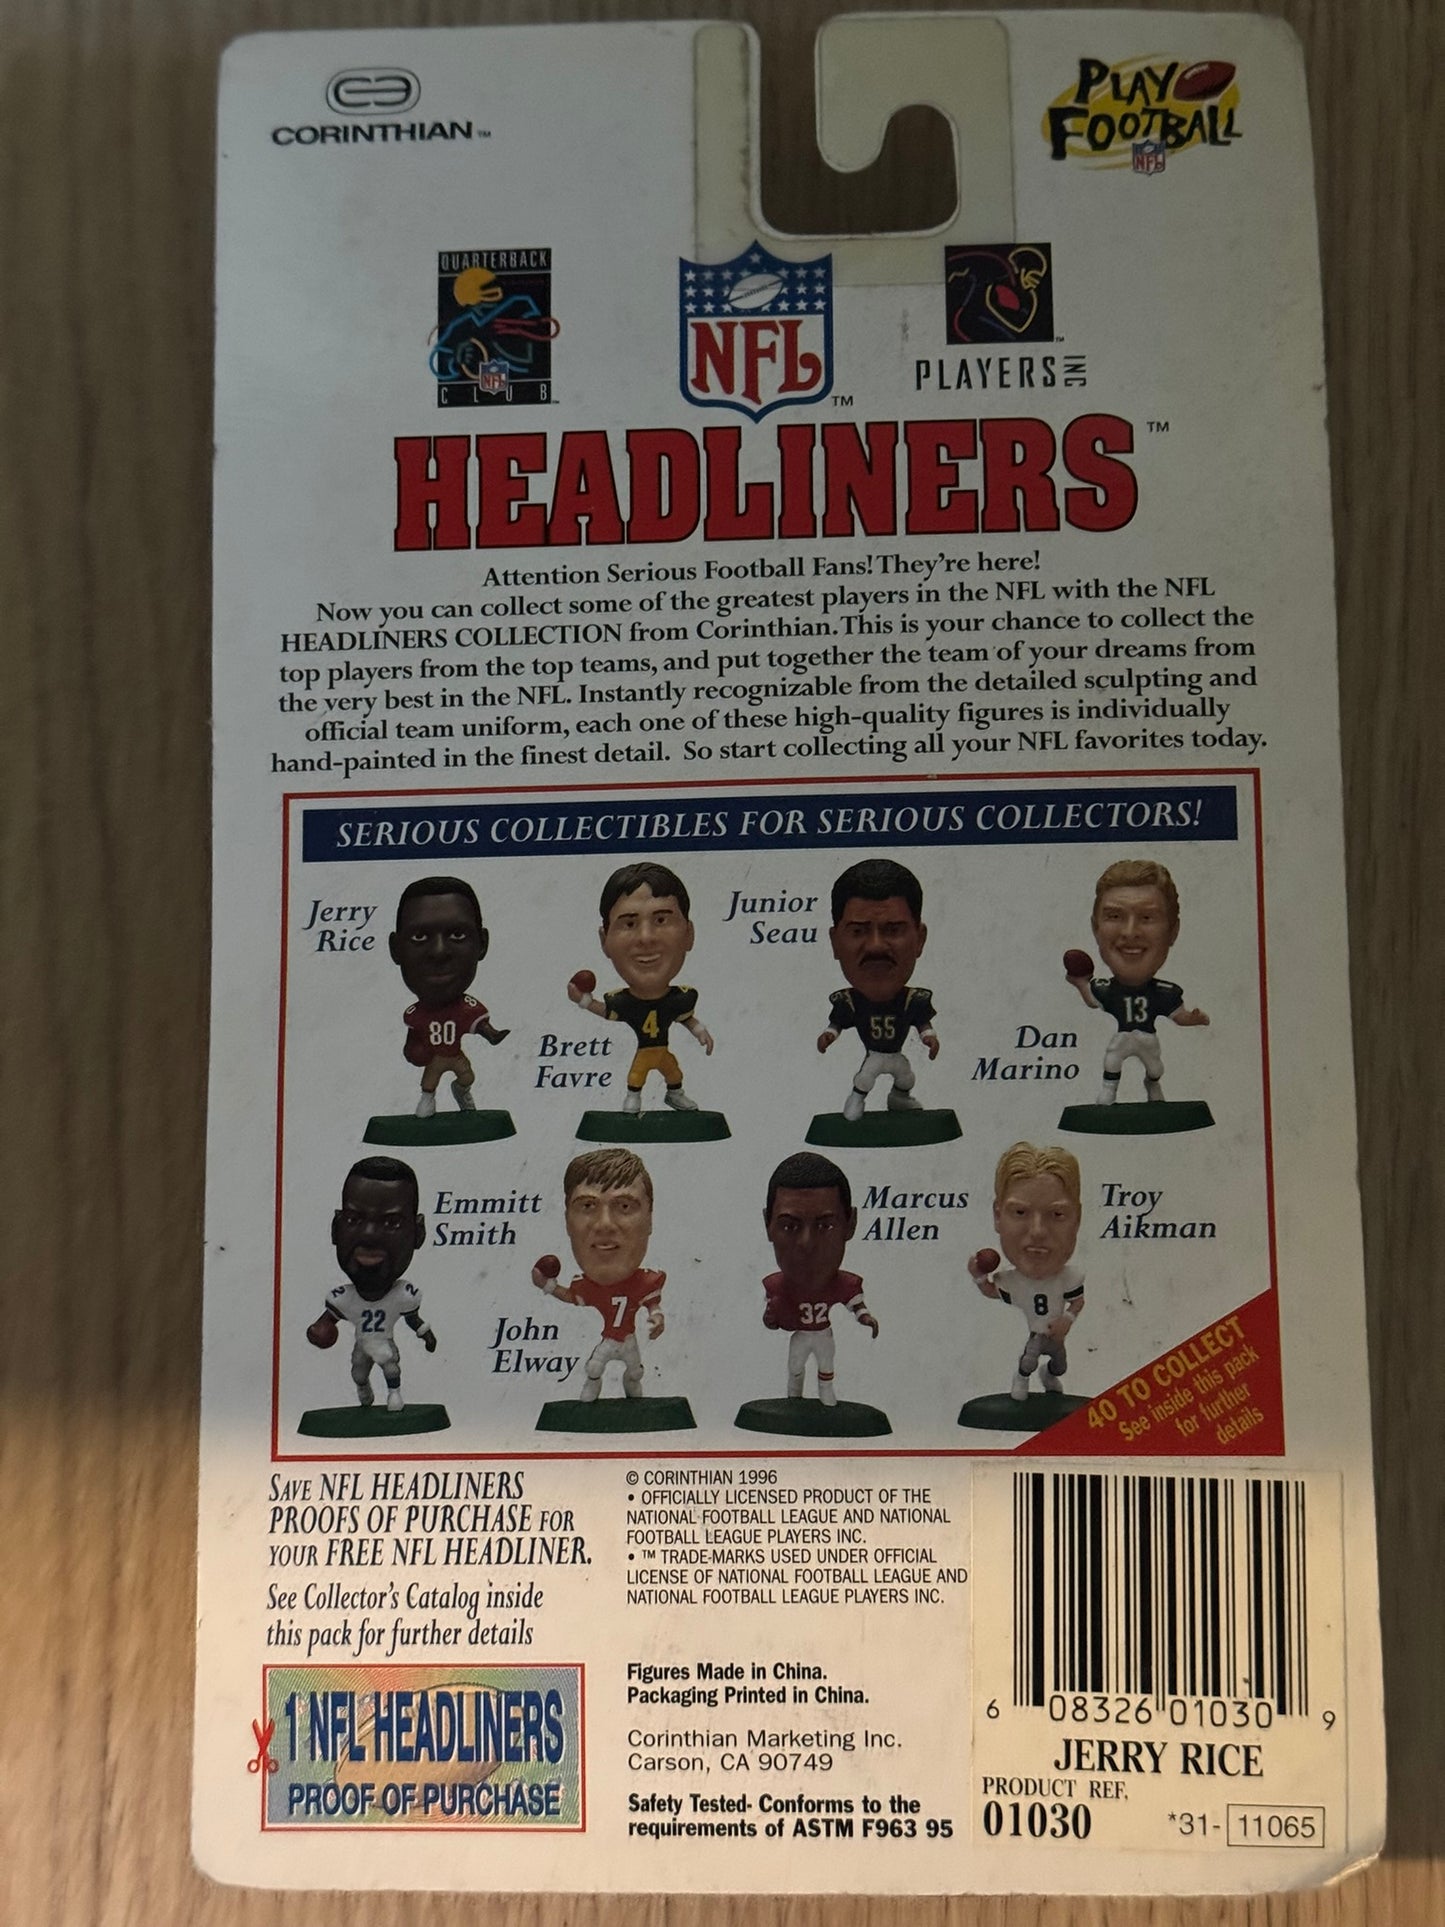 CORINTHIAN™
PLAY
FOOTBALL
NFL
QUARTERBACK
NFL
CLUB
NFL™
PLAYERS INC™
HEADLINERS™
Attention Serious Football Fans! They're here!
Now you can collect some of the greatest players in the NFL with the NFL
HEADLINERS COLLECTION from Corinthian. This is your chance to collect the
top players from the top teams, and put together the team of your dreams from
the very best in the NFL. Instantly recognizable from the detailed sculpting and
official team uniform, each one of these high-quality figures is individually
hand-painted in the finest detail. So start collecting all your NFL favorites today.
SERIOUS COLLECTIBLES FOR SERIOUS COLLECTORS!
Jerry
Rice
80
8
Brett
Favre
4
Junior
Seau
55
Dan
Marino
13
Emmitt
Smith
2
22
2
John
Elway
7
Marcus
Allen
32
Troy
Aikman
8
40 TO COLLECT
See inside this pack
for further
details
SAVE NFL HEADLINERS
PROOFS OF PURCHASE FOR
YOUR FREE NFL HEADLINER.
See Collector's Catalog inside
this pack for further details
1 NFL HEADLINERS
PROOF OF PURCHASE
© CORINTHIAN 1996
• OFFICIALLY LICENSED PRODUCT OF THE
NATIONAL FOOTBALL LEAGUE AND NATIONAL
FOOTBALL LEAGUE PLAYERS INC.
• ™ TRADE-MARKS USED UNDER OFFICIAL
LICENSE OF NATIONAL FOOTBALL LEAGUE AND
NATIONAL FOOTBALL LEAGUE PLAYERS INC.
Figures Made in China.
Packaging Printed in China.
Corinthian Marketing Inc.
Carson, CA 90749
Safety Tested- Conforms to the
requirements of ASTM F963 95
6 08326 01030 9
JERRY RICE
PRODUCT REF.
01030
*31- 11065